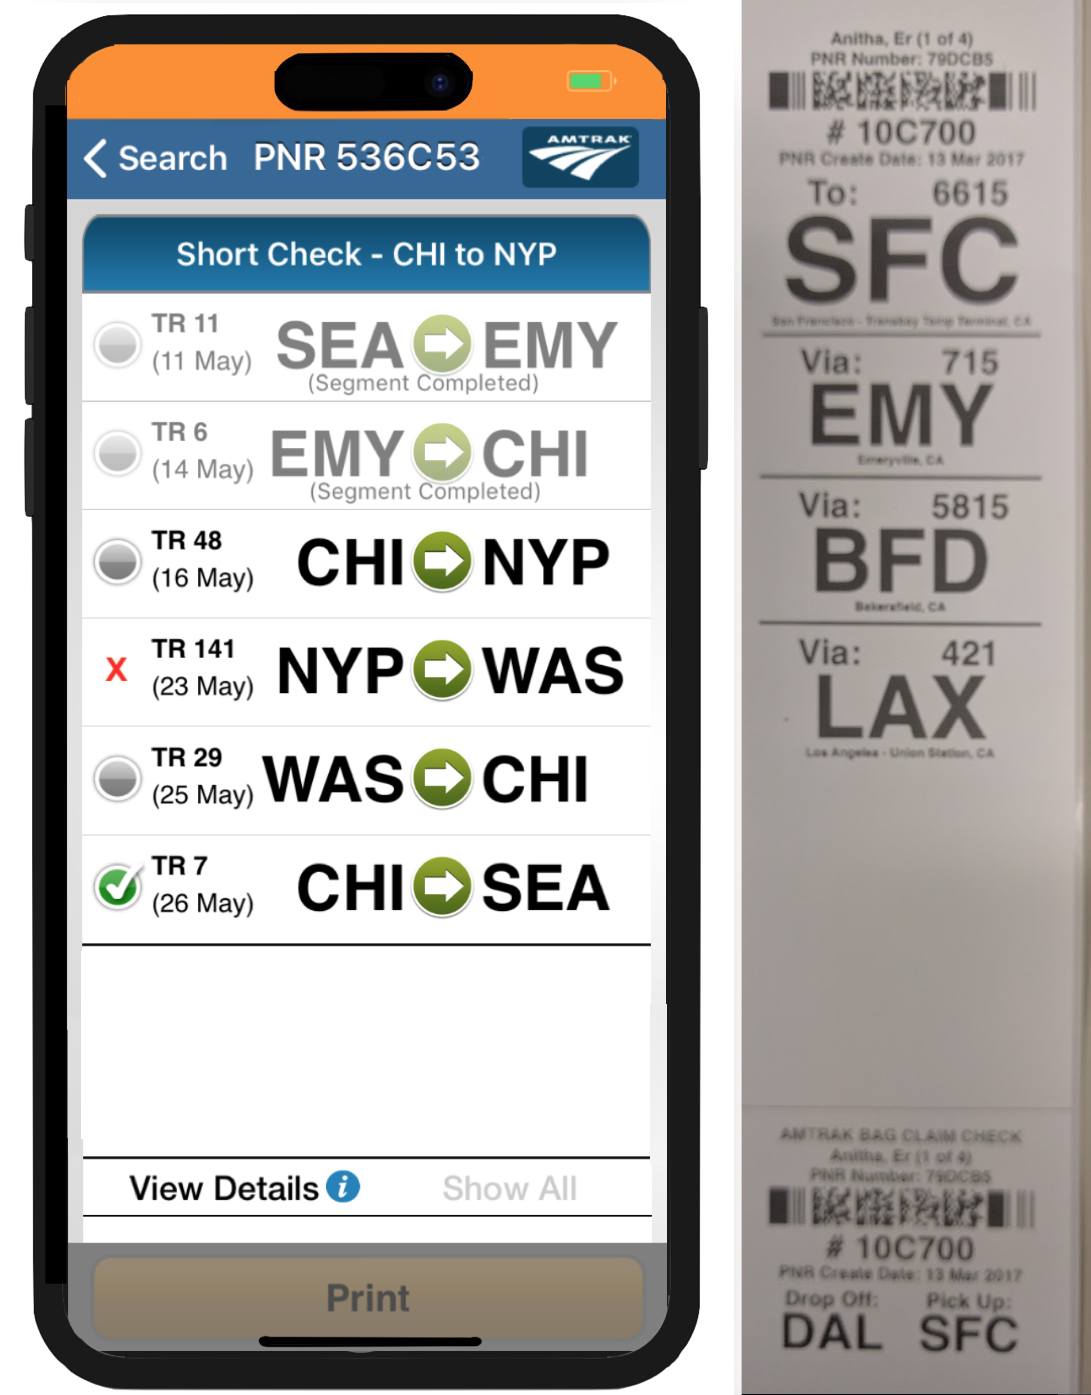 Search PNR 536C53 AMTRAK
Short Check - CHI to NYP
TR 11
(11 May)
SEA EMY
(Segment Completed)
TR 6
(14 May)
EMY CHI
(Segment Completed)
TR 48
(16 May)
CHI NYP
X
TR 141
(23 May)
NYP WAS
TR 29
(25 May)
WAS CHI
TR 7
(26 May)
CHI SEA
View Details i Show All
Print
Anitha, Er (1 of 4)
PNR Number: 79DCB5
# 10C700
PNR Create Date: 13 Mar 2017
To: 6615
SFC
San Francisco - Transbay Temp Terminal, CA
Via: 715
EMY
Emeryville, CA
Via: 5815
BFD
Bakersfield, CA
Via: 421
LAX
Los Angeles - Union Station, CA
AMTRAK BAG CLAIM CHECK
Anitha, Er (1 of 4)
PNR Number: 79DCB5
# 10C700
PNR Create Date: 13 Mar 2017
Drop Off: Pick Up:
DAL SFC